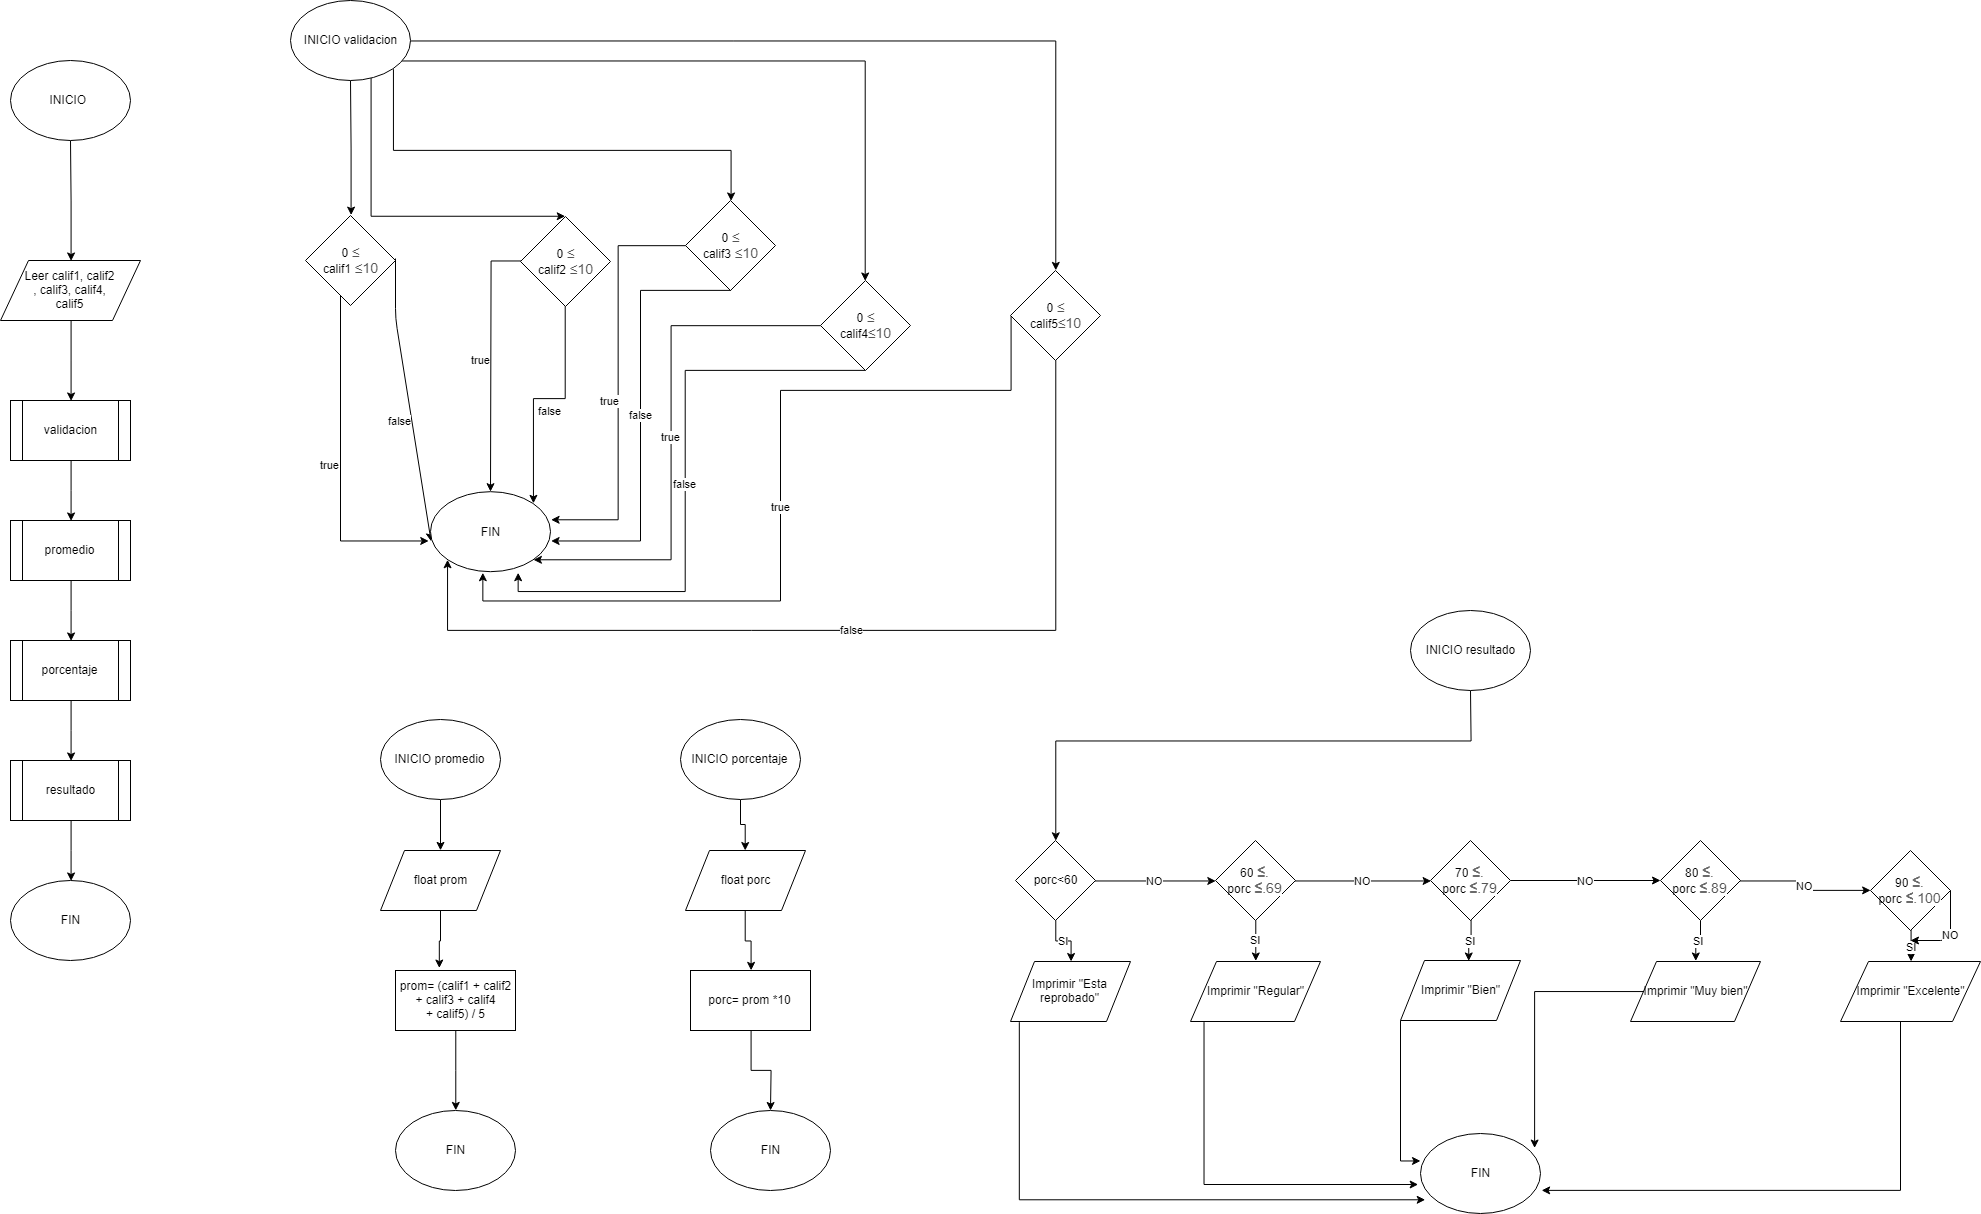 INICIO
Leer calif1, calif2
, calif3, calif4,
calif5
validacion
promedio
porcentaje
resultado
FIN
INICIO validacion
0 ≤
calif1 ≤10
0 ≤
calif2 ≤10
0 ≤
calif3 ≤10
0 ≤
calif4≤10
0 ≤
calif5≤10
true
false
true
false
true
false
true
false
true
false
FIN
INICIO promedio
float prom
prom= (calif1 + calif2
+ calif3 + calif4
+ calif5) / 5
FIN
INICIO porcentaje
float porc
porc= prom *10
FIN
INICIO resultado
porc<60
NO
60 ≤.
porc ≤.69
NO
70 ≤.
porc ≤.79
NO
80 ≤.
porc ≤.89
NO
90 ≤.
porc ≤.100
NO
SI
SI
SI
SI
SI
Imprimir "Esta
reprobado"
Imprimir "Regular"
Imprimir "Bien"
Imprimir "Muy bien"
Imprimir "Excelente"
FIN